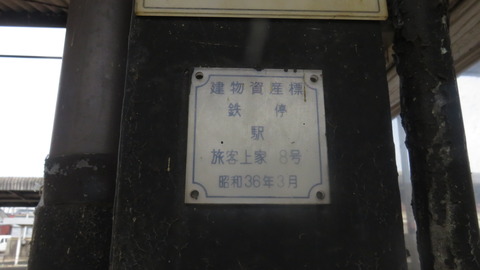 建物資産標
鉄 停
駅
旅客上家 8号
昭和36年3月